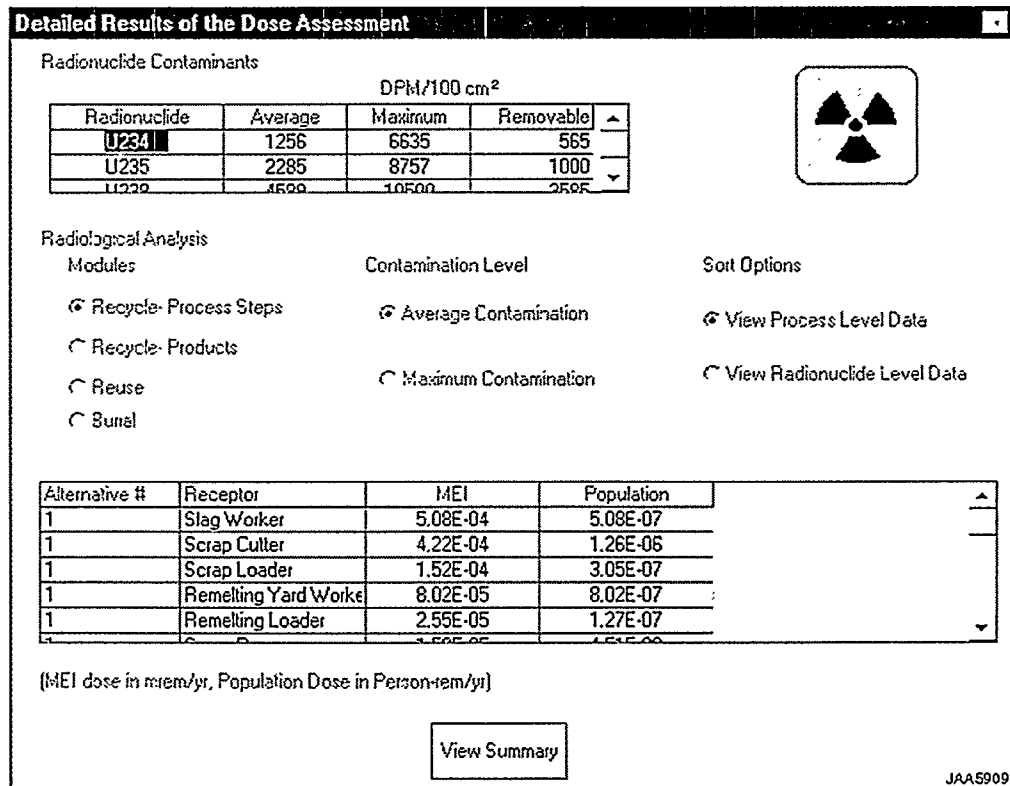 Detailed Results of the Dose Assessment
Radionuclide Contaminants
DPM/100 cm²
Radionuclide Average Maximum Removable
U234 1256 6635 565
U235 2285 8757 1000
Radiological Analysis
Modules Contamination Level Sort Options
Recycle- Process Steps Average Contamination View Process Level Data
Recycle- Products
Reuse Maximum Contamination View Radionuclide Level Data
Burial
Alternative # Receptor MEI Population
1 Slag Worker 5.08E-04 5.08E-07
1 Scrap Cutter 4.22E-04 1.26E-06
1 Scrap Loader 1.52E-04 3.05E-07
1 Remelting Yard Worke 8.02E-05 8.02E-07
1 Remelting Loader 2.55E-05 1.27E-07
(MEI dose in mrem/yr, Population Dose in Person-rem/yr)
View Summary
JAA5909